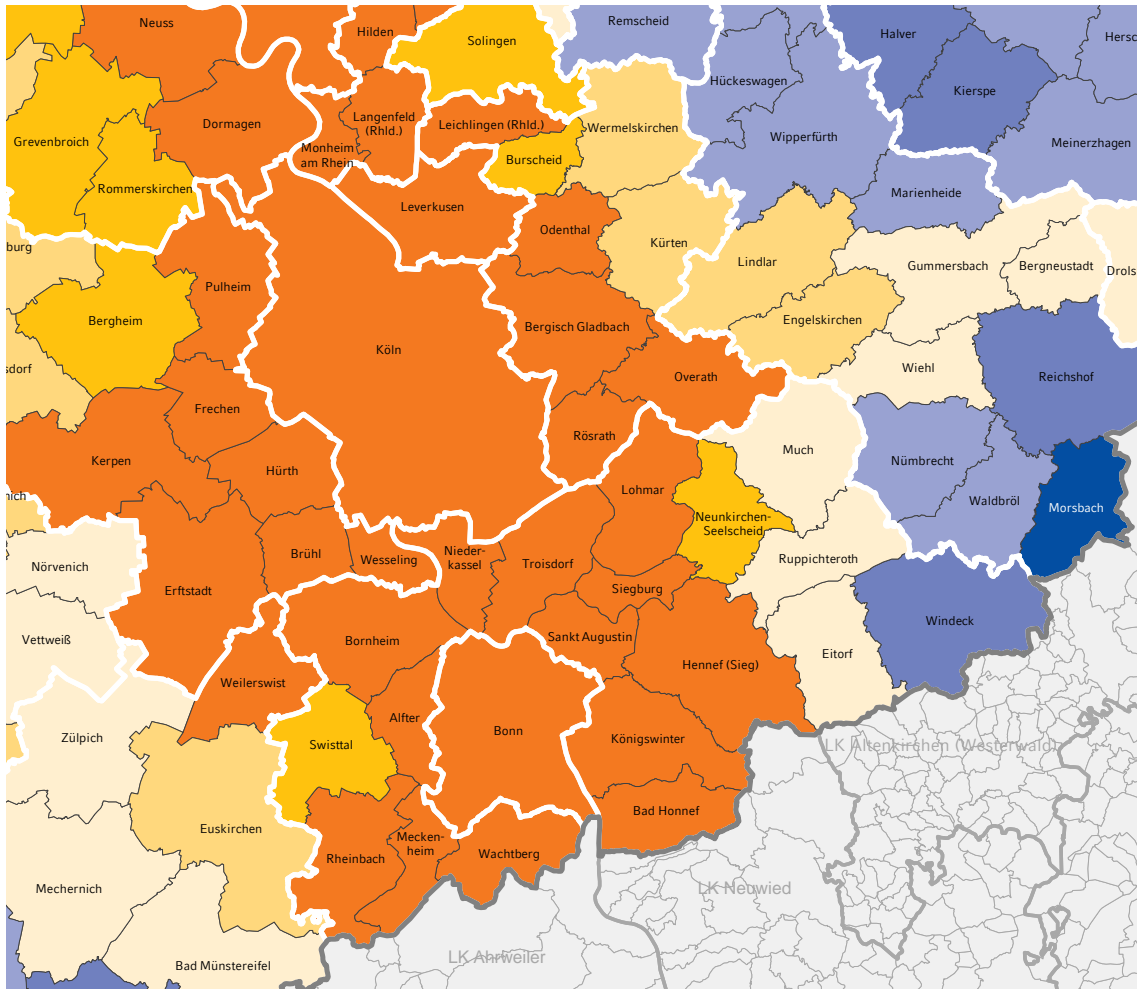 Neuss
Hilden
Solingen
Remscheid
Halver
Hersc
Hückeswagen
Kierspe
Dormagen
Langenfeld
(Rhld.)
Leichlingen (Rhld.)
Wermelskirchen
Wipperfürth
Meinerzhagen
Grevenbroich
Monheim
am Rhein
Burscheid
Rommerskirchen
Marienheide
Leverkusen
Odenthal
Kürten
burg
Lindlar
Gummersbach
Bergneustadt
Drols
Pulheim
Bergheim
Bergisch Gladbach
Engelskirchen
Köln
sdorf
Overath
Wiehl
Reichshof
Frechen
Rösrath
Much
Kerpen
Hürth
Nümbrecht
Lohmar
nich
Waldbröl
Morsbach
Neunkirchen-
Seelscheid
Nörvenich
Brühl
Wesseling
Nieder-
kassel
Troisdorf
Ruppichteroth
Erftstadt
Siegburg
Vettweiß
Bornheim
Sankt Augustin
Windeck
Hennef (Sieg)
Eitorf
Weilerswist
Alfter
Zülpich
Swisttal
Bonn
Königswinter
LK Altenkirchen (Westerwald)
Bad Honnef
Euskirchen
Mecken-
heim
Rheinbach
Wachtberg
Mechernich
LK Neuwied
LK Ahrweiler
Bad Münstereifel